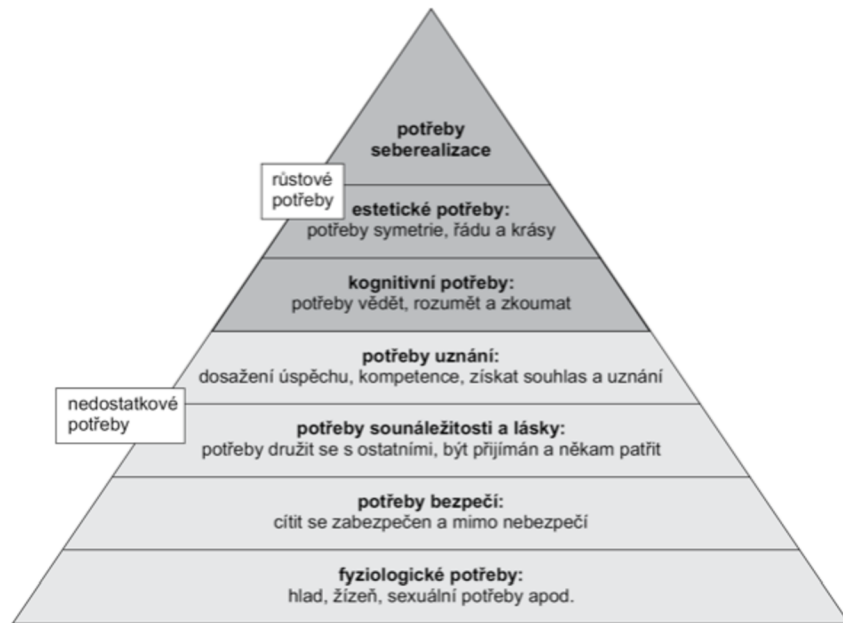 potřeby
seberealizace
růstové
potřeby
estetické potřeby:
potřeby symetrie, řádu a krásy
kognitivní potřeby:
potřeby vědět, rozumět a zkoumat
potřeby uznání:
dosažení úspěchu, kompetence, získat souhlas a uznání
nedostatkové
potřeby
potřeby sounáležitosti a lásky:
potřeby družit se s ostatními, být přijímán a někam patřit
potřeby bezpečí:
cítit se zabezpečen a mimo nebezpečí
fyziologické potřeby:
hlad, žízeň, sexuální potřeby apod.